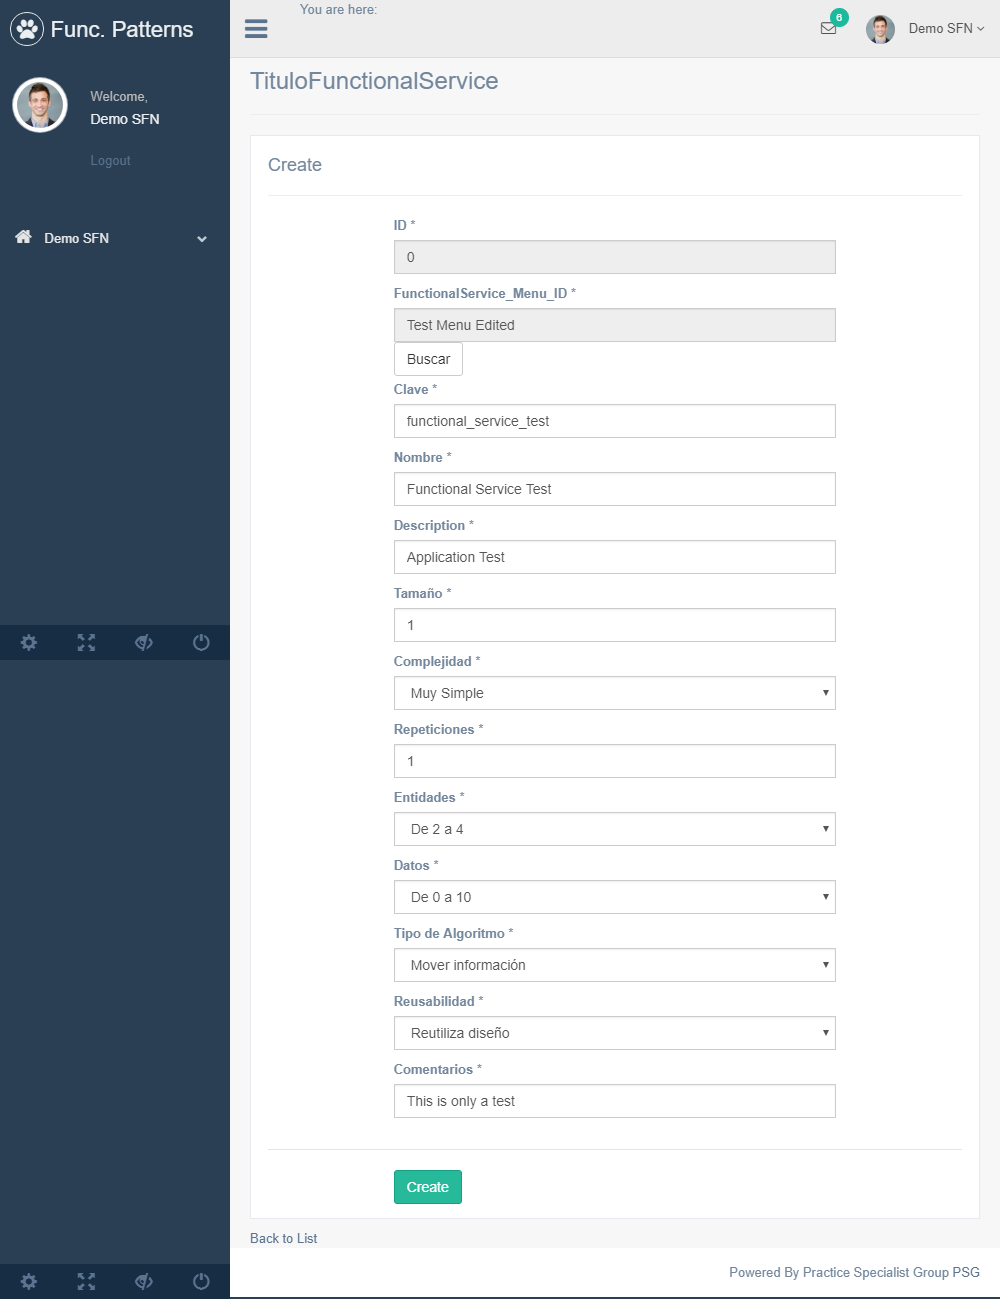 Func. Patterns
Welcome,
Demo SFN
Logout
Demo SFN
You are here:
6
Demo SFN
TituloFunctionalService
Create
ID *
0
FunctionalService_Menu_ID *
Test Menu Edited
Buscar
Clave *
functional_service_test
Nombre *
Functional Service Test
Description *
Application Test
Tamaño *
1
Complejidad *
Muy Simple
Repeticiones *
1
Entidades *
De 2 a 4
Datos *
De 0 a 10
Tipo de Algoritmo *
Mover información
Reusabilidad *
Reutiliza diseño
Comentarios *
This is only a test
Create
Back to List
Powered By Practice Specialist Group PSG